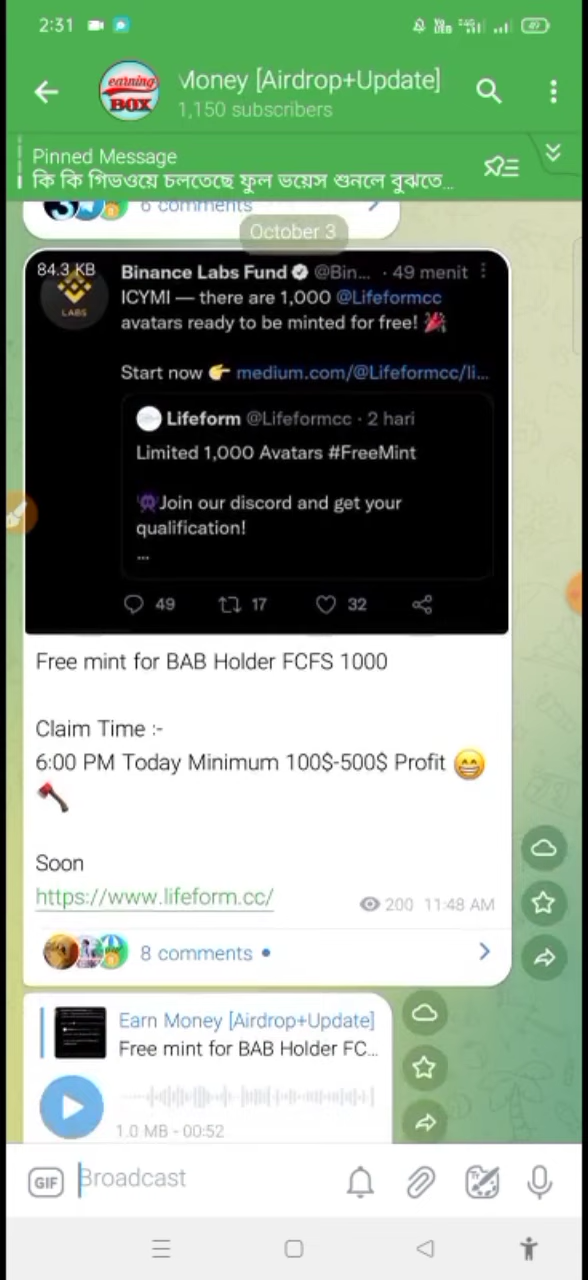 2:31
49
earning
BOX
Money [Airdrop+Update]
1,150 subscribers
Pinned Message
কি কি গিভওয়ে চলতেছে ফুল ভয়েস শুনলে বুঝতে...
6 comments
October 3
84.3 KB
LABS
Binance Labs Fund @Bin... · 49 menit
ICYMI — there are 1,000 @Lifeformcc
avatars ready to be minted for free! 🎉
Start now 👉 medium.com/@Lifeformcc/li...
Lifeform @Lifeformcc · 2 hari
Limited 1,000 Avatars #FreeMint
👾Join our discord and get your
qualification!
...
49 17 32
Free mint for BAB Holder FCFS 1000
Claim Time :-
6:00 PM Today Minimum 100$-500$ Profit 😁
🪓
Soon
https://www.lifeform.cc/
200 11:48 AM
8 comments
Earn Money [Airdrop+Update]
Free mint for BAB Holder FC...
1.0 MB - 00:52
GIF Broadcast